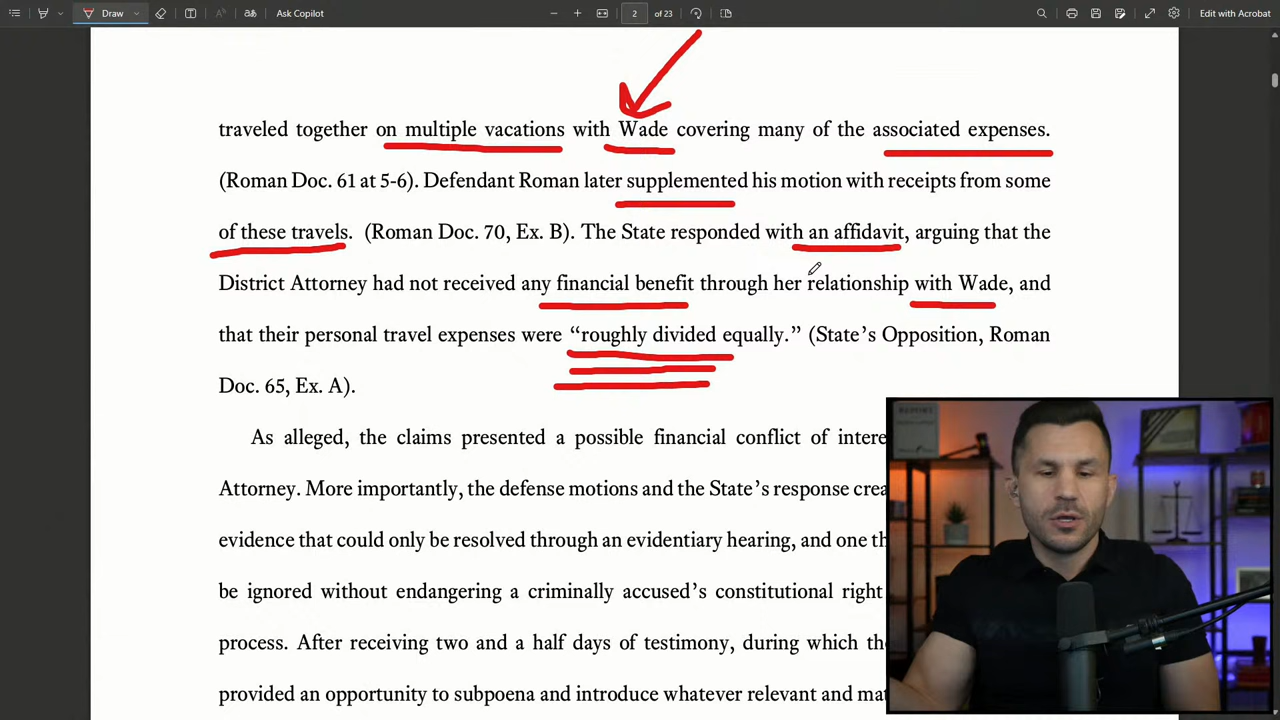 Draw
Ask Copilot
2 of 23
Edit with Acrobat
traveled together on multiple vacations with Wade covering many of the associated expenses.
(Roman Doc. 61 at 5-6). Defendant Roman later supplemented his motion with receipts from some
of these travels. (Roman Doc. 70, Ex. B). The State responded with an affidavit, arguing that the
District Attorney had not received any financial benefit through her relationship with Wade, and
that their personal travel expenses were “roughly divided equally.” (State’s Opposition, Roman
Doc. 65, Ex. A).
As alleged, the claims presented a possible financial conflict of intere
Attorney. More importantly, the defense motions and the State’s response crea
evidence that could only be resolved through an evidentiary hearing, and one th
be ignored without endangering a criminally accused’s constitutional right
process. After receiving two and a half days of testimony, during which the
provided an opportunity to subpoena and introduce whatever relevant and mat